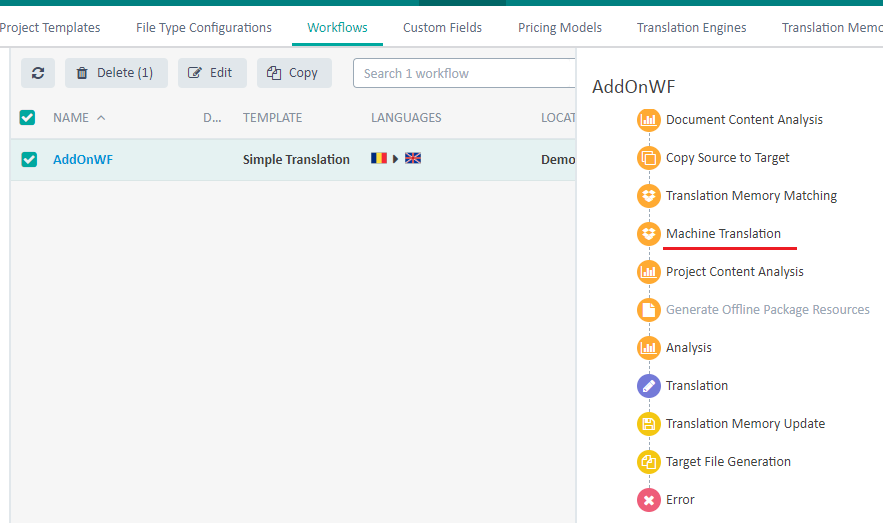 Project Templates
File Type Configurations
Workflows
Custom Fields
Pricing Models
Translation Engines
Translation Memo
Delete (1)
Edit
Copy
Search 1 workflow
NAME
D...
TEMPLATE
LANGUAGES
LOCAT
AddOnWF
Simple Translation
Demo
AddOnWF
Document Content Analysis
Copy Source to Target
Translation Memory Matching
Machine Translation
Project Content Analysis
Generate Offline Package Resources
Analysis
Translation
Translation Memory Update
Target File Generation
Error